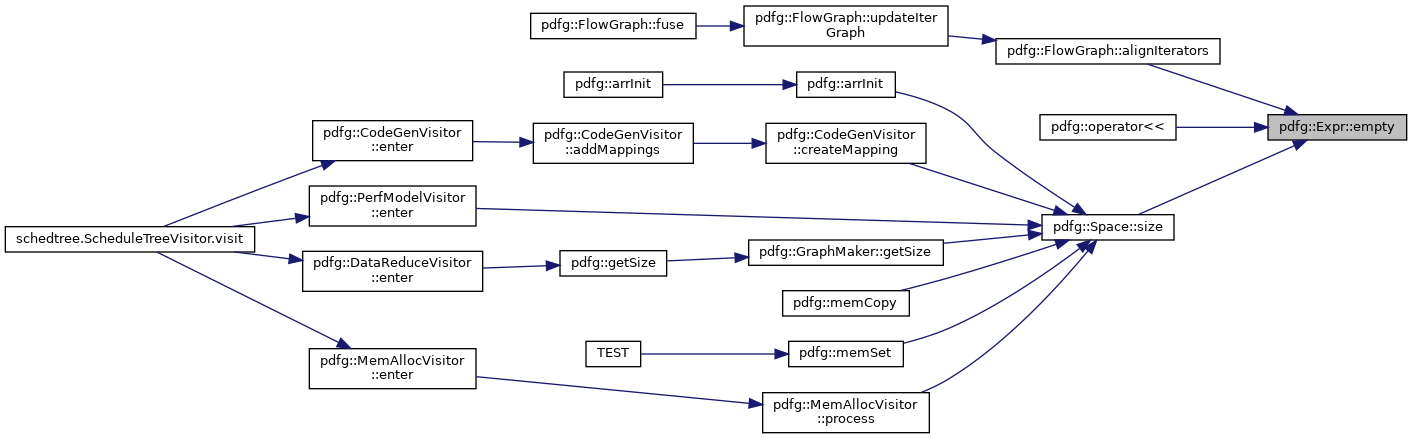 pdfg::FlowGraph::fuse
pdfg::FlowGraph::updateIter
Graph
pdfg::FlowGraph::alignIterators
pdfg::arrInit
pdfg::arrInit
pdfg::operator<<
pdfg::Expr::empty
pdfg::CodeGenVisitor
::enter
pdfg::CodeGenVisitor
::addMappings
pdfg::CodeGenVisitor
::createMapping
pdfg::PerfModelVisitor
::enter
schedtree.ScheduleTreeVisitor.visit
pdfg::Space::size
pdfg::DataReduceVisitor
::enter
pdfg::getSize
pdfg::GraphMaker::getSize
pdfg::memCopy
TEST
pdfg::memSet
pdfg::MemAllocVisitor
::enter
pdfg::MemAllocVisitor
::process